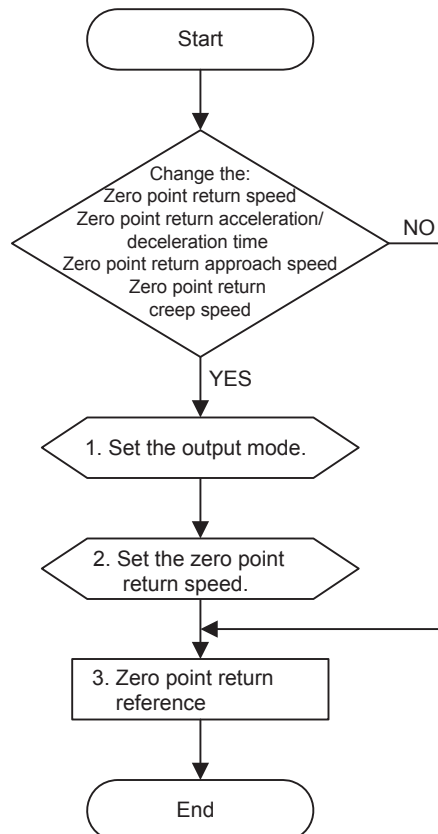 Start
Change the:
Zero point return speed
Zero point return acceleration/
deceleration time
Zero point return approach speed
Zero point return
creep speed
NO
YES
1. Set the output mode.
2. Set the zero point
return speed.
3. Zero point return
reference
End